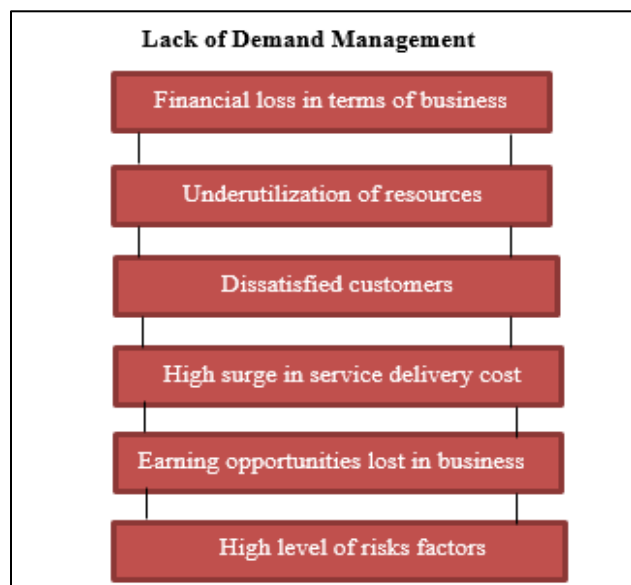 Lack of Demand Management
Financial loss in terms of business
Underutilization of resources
Dissatisfied customers
High surge in service delivery cost
Earning opportunities lost in business
High level of risks factors